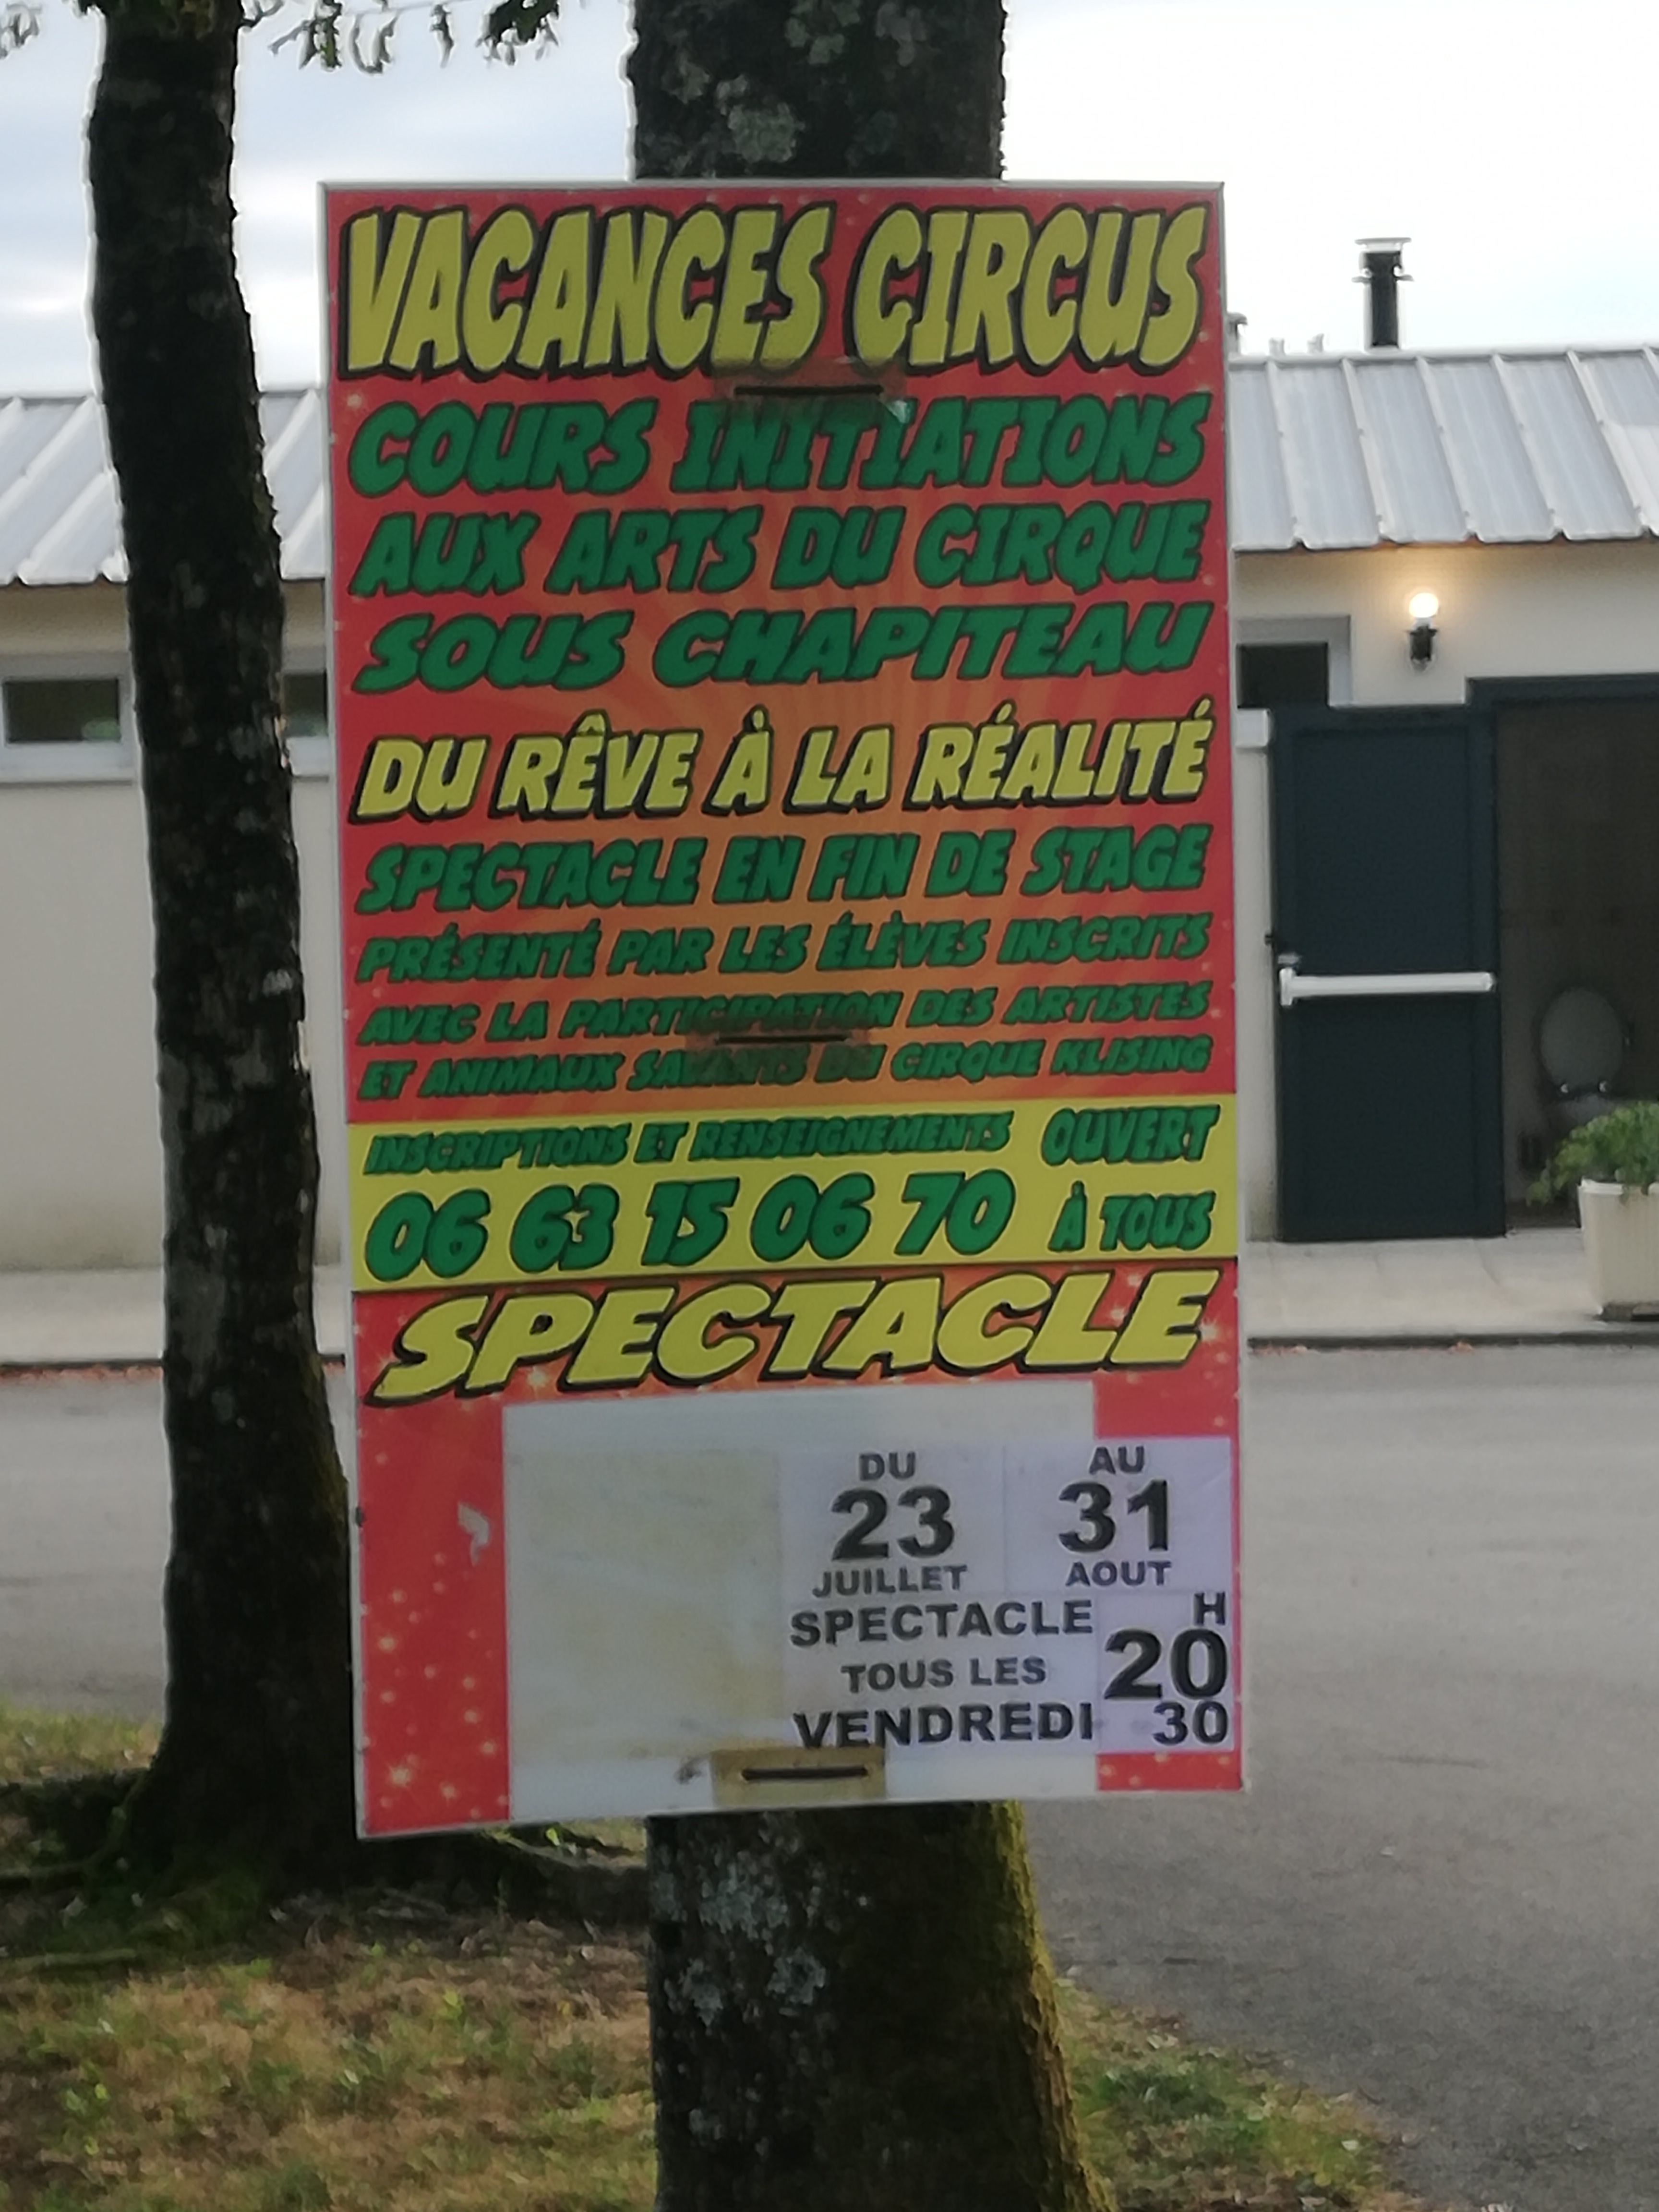 VACANCES CIRCUS
COURS INITIATIONS
AUX ARTS DU CIRQUE
SOUS CHAPITEAU
DU RÊVE À LA RÉALITÉ
SPECTACLE EN FIN DE STAGE
PRÉSENTÉ PAR LES ÉLÈVES INSCRITS
AVEC LA PARTICIPATION DES ARTISTES
ET ANIMAUX SAVANTS DU CIRQUE KLISING
INSCRIPTIONS ET RENSEIGNEMENTS
06 63 15 06 70
OUVERT
À TOUS
SPECTACLE
DU
23
JUILLET
AU
31
AOUT
SPECTACLE
TOUS LES
VENDREDI
H
20
30